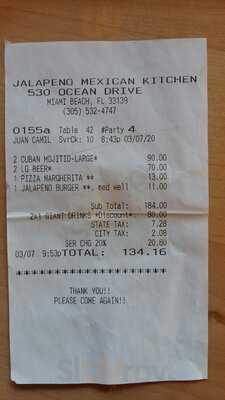 JALAPENO MEXICAN KITCHEN
530 OCEAN DRIVE
MIAMI BEACH, FL 33139
(305) 532-4747
0155a Table 42 #Party 4
JUAN CAMIL SvrCk: 10 8:43p 03/07/20
2 CUBAN MOJITIO-LARGE* 90.00
2 LG BEER* 70.00
1 PIZZA MARGHERITA ** 13.00
1 JALAPENO BURGER **, med well 11.00
Sub Total: 184.00
2x1 GIANT DRINKS *Discount*: 80.00
STATE TAX: 7.28
CITY TAX: 2.08
SER CHG 20% 20.80
03/07 9:53p TOTAL: 134.16
THANK YOU!!
PLEASE COME AGAIN!!